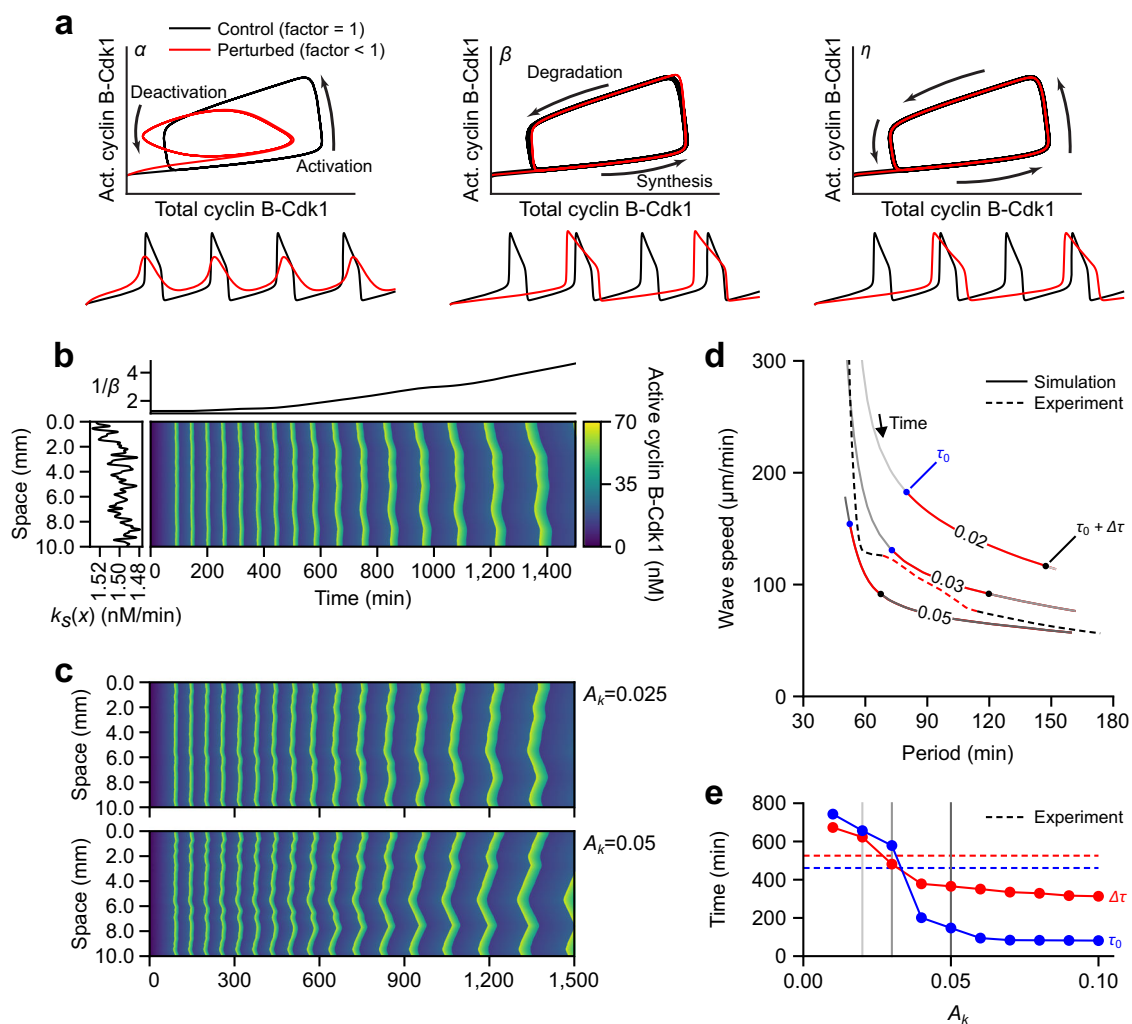 a
Control (factor = 1)
Perturbed (factor < 1)
Act. cyclin B-Cdk1
α
Deactivation
Activation
Total cyclin B-Cdk1
Act. cyclin B-Cdk1
β
Degradation
Synthesis
Total cyclin B-Cdk1
Act. cyclin B-Cdk1
η
Total cyclin B-Cdk1
b
1/β
4
2
Space (mm)
0.0
2.0
4.0
6.0
8.0
10.0
1.52
1.50
1.48
k_S(x) (nM/min)
0 200 400 600 800 1,000 1,200 1,400
Time (min)
70
35
0
Active cyclin B-Cdk1 (nM)
c
Space (mm)
0.0
2.0
4.0
6.0
8.0
10.0
A_k=0.025
Space (mm)
0.0
2.0
4.0
6.0
8.0
10.0
A_k=0.05
0 300 600 900 1,200 1,500
d
Wave speed (μm/min)
300
200
100
0
Simulation
Experiment
Time
τ₀
τ₀ + Δτ
0.02
0.03
0.05
30 60 90 120 150 180
Period (min)
e
Time (min)
800
600
400
200
0
Experiment
Δτ
τ₀
0.00 0.05 0.10
A_k